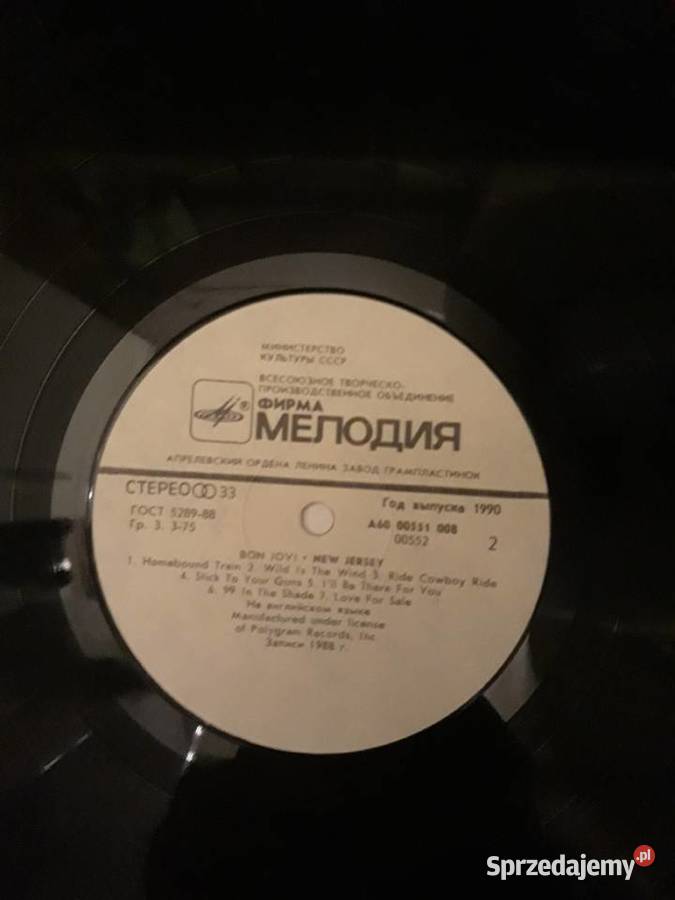 МИНИСТЕРСТВО
КУЛЬТУРЫ СССР
ВСЕСОЮЗНОЕ ТВОРЧЕСКО-
ПРОИЗВОДСТВЕННОЕ ОБЪЕДИНЕНИЕ
®
ФИРМА
МЕЛОДИЯ
АПРЕЛЕВСКИЙ ОРДЕНА ЛЕНИНА ЗАВОД ГРАМПЛАСТИНОК
СТЕРЕО 33
Год выпуска 1990
ГОСТ 5289-88
А60 00551 008
Гр. 3. 3-75
00552
2
BON JOVI • NEW JERSEY
1. Homebound Train 2. Wild Is The Wind 3. Ride Cowboy Ride
4. Stick To Your Guns 5. I'll Be There For You
6. 99 In The Shade 7. Love For Sale
На английском языке
Manufactured under license
of Polygram Records, Inc.
Записи 1988 г.
Sprzedajemy.pl